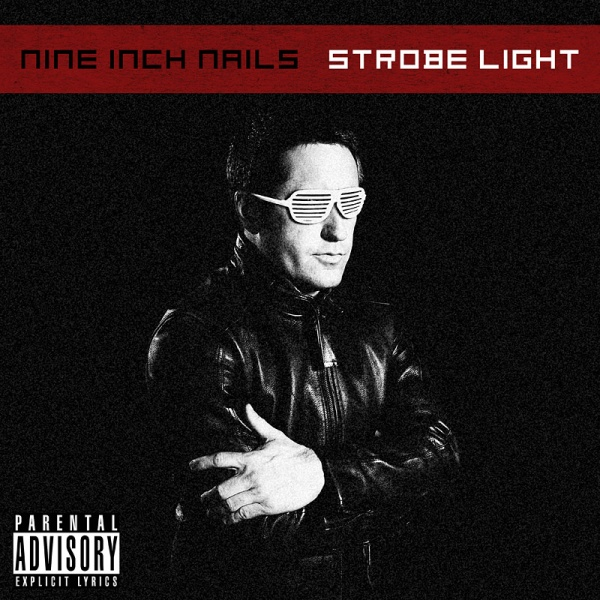 NINE INCH NAILS STROBE LIGHT
PARENTAL
ADVISORY
EXPLICIT LYRICS